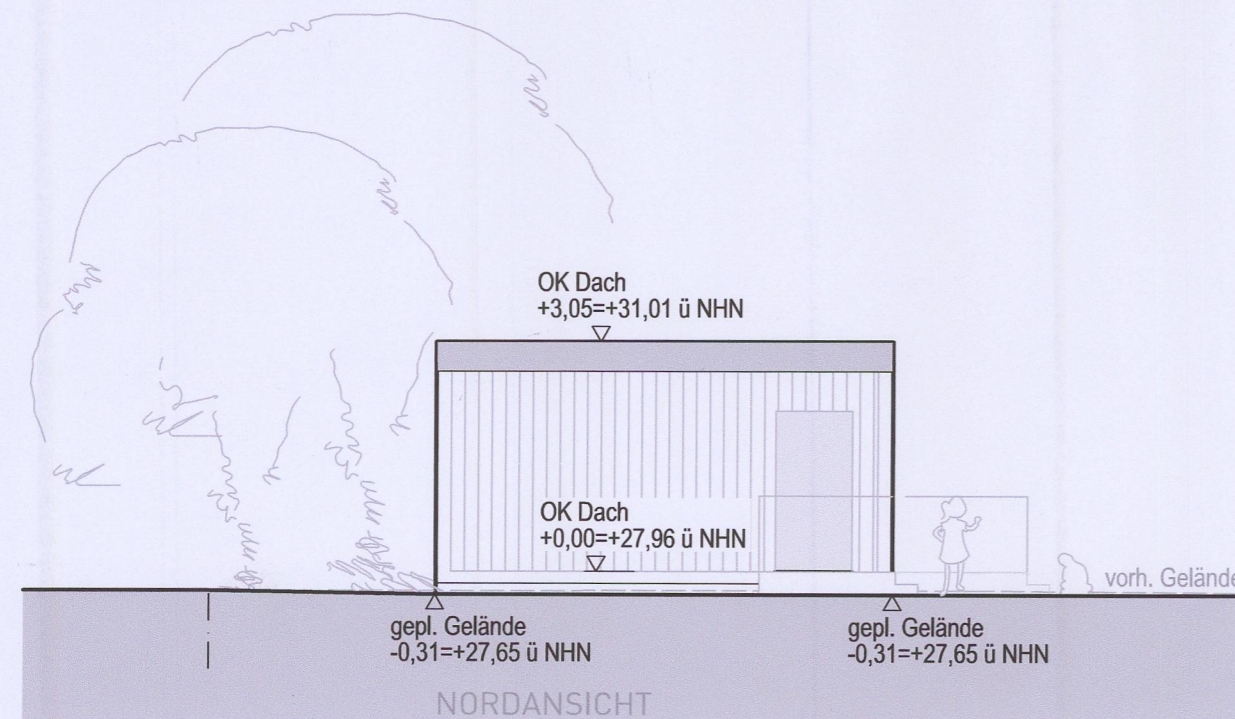 OK Dach
+3,05=+31,01 ü NHN
OK Dach
+0,00=+27,96 ü NHN
vorh. Gelände
gepl. Gelände
-0,31=+27,65 ü NHN
gepl. Gelände
-0,31=+27,65 ü NHN
NORDANSICHT